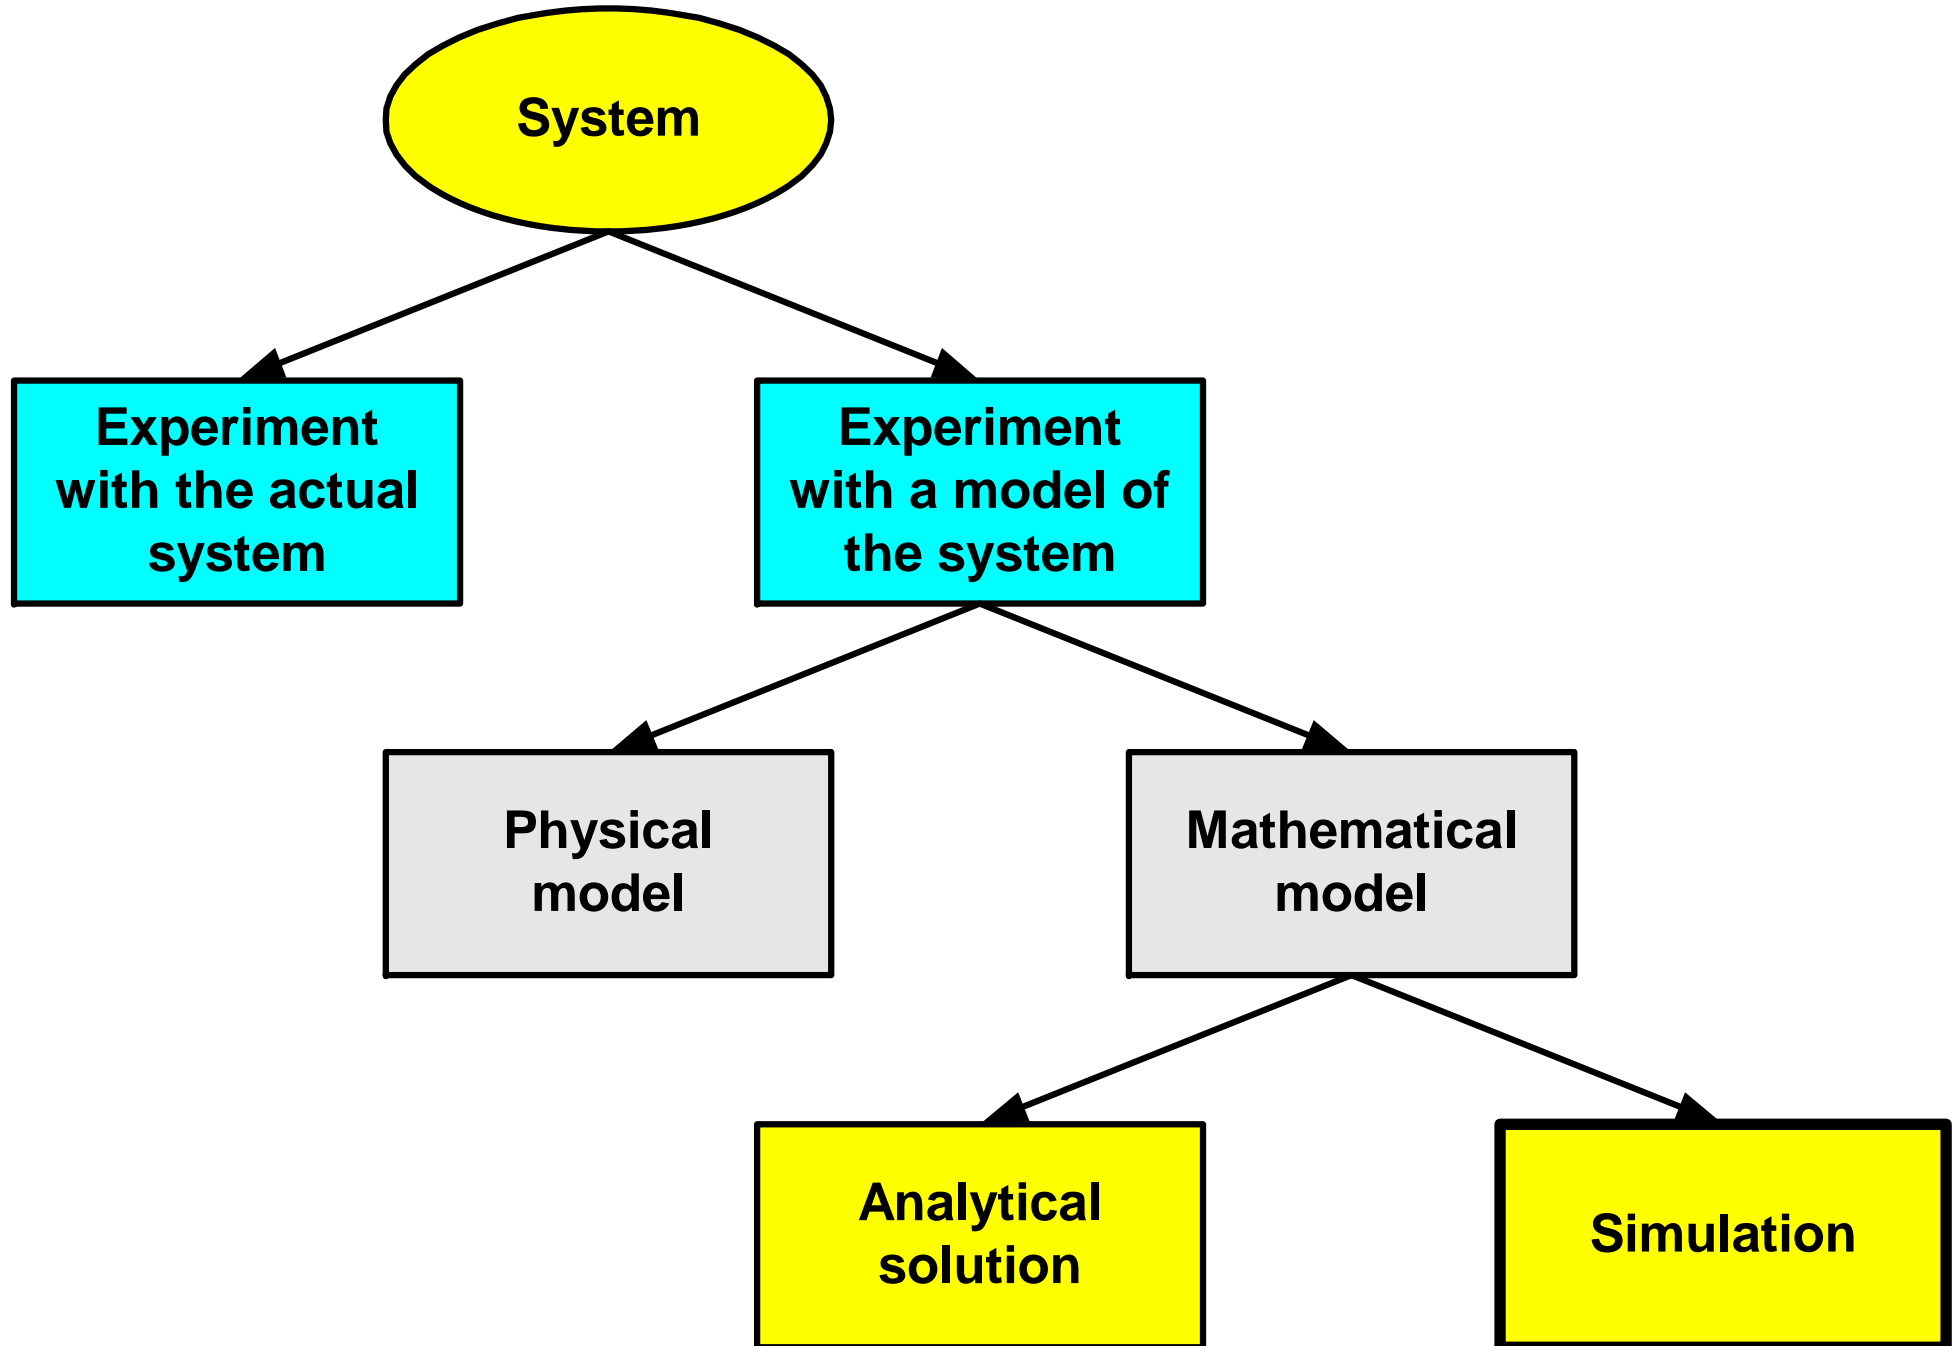 System
Experiment
with the actual
system
Experiment
with a model of
the system
Physical
model
Mathematical
model
Analytical
solution
Simulation